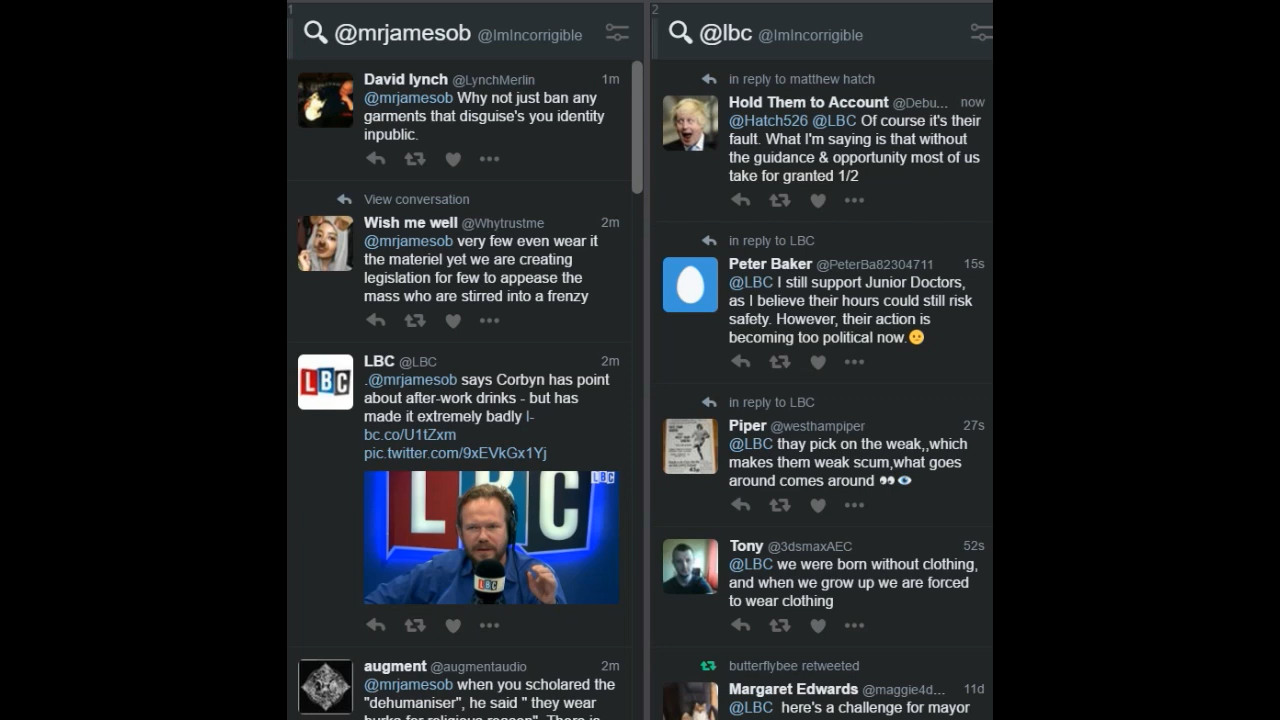 1
@mrjamesob @ImIncorrigible
David lynch @LynchMerlin 1m
@mrjamesob Why not just ban any
garments that disguise's you identity
inpublic.
View conversation
Wish me well @Whytrustme 2m
@mrjamesob very few even wear it
the materiel yet we are creating
legislation for few to appease the
mass who are stirred into a frenzy
LBC
LBC @LBC 2m
.@mrjamesob says Corbyn has point
about after-work drinks - but has
made it extremely badly l-
bc.co/U1tZxm
pic.twitter.com/9xEVkGx1Yj
LBC
LBC
LBC
augment @augmentaudio 2m
@mrjamesob when you scholared the
"dehumaniser", he said " they wear
burks for religious reason". There is
2
@lbc @ImIncorrigible
in reply to matthew hatch
Hold Them to Account @Debu... now
@Hatch526 @LBC Of course it's their
fault. What I'm saying is that without
the guidance & opportunity most of us
take for granted 1/2
in reply to LBC
Peter Baker @PeterBa82304711 15s
@LBC I still support Junior Doctors,
as I believe their hours could still risk
safety. However, their action is
becoming too political now.
in reply to LBC
Piper @westhampiper 27s
@LBC thay pick on the weak,,which
makes them weak scum,what goes
around comes around
Tony @3dsmaxAEC 52s
@LBC we were born without clothing,
and when we grow up we are forced
to wear clothing
butterflybee retweeted
Margaret Edwards @maggie4d... 11d
@LBC here's a challenge for mayor